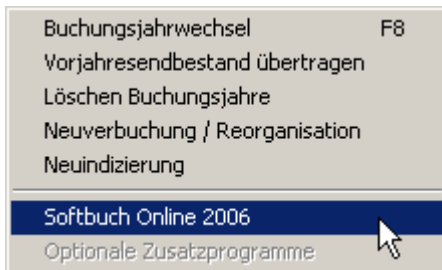 Buchungsjahrwechsel F8
Vorjahresendbestand übertragen
Löschen Buchungsjahre
Neuverbuchung / Reorganisation
Neuindizierung
Softbuch Online 2006
Optionale Zusatzprogramme